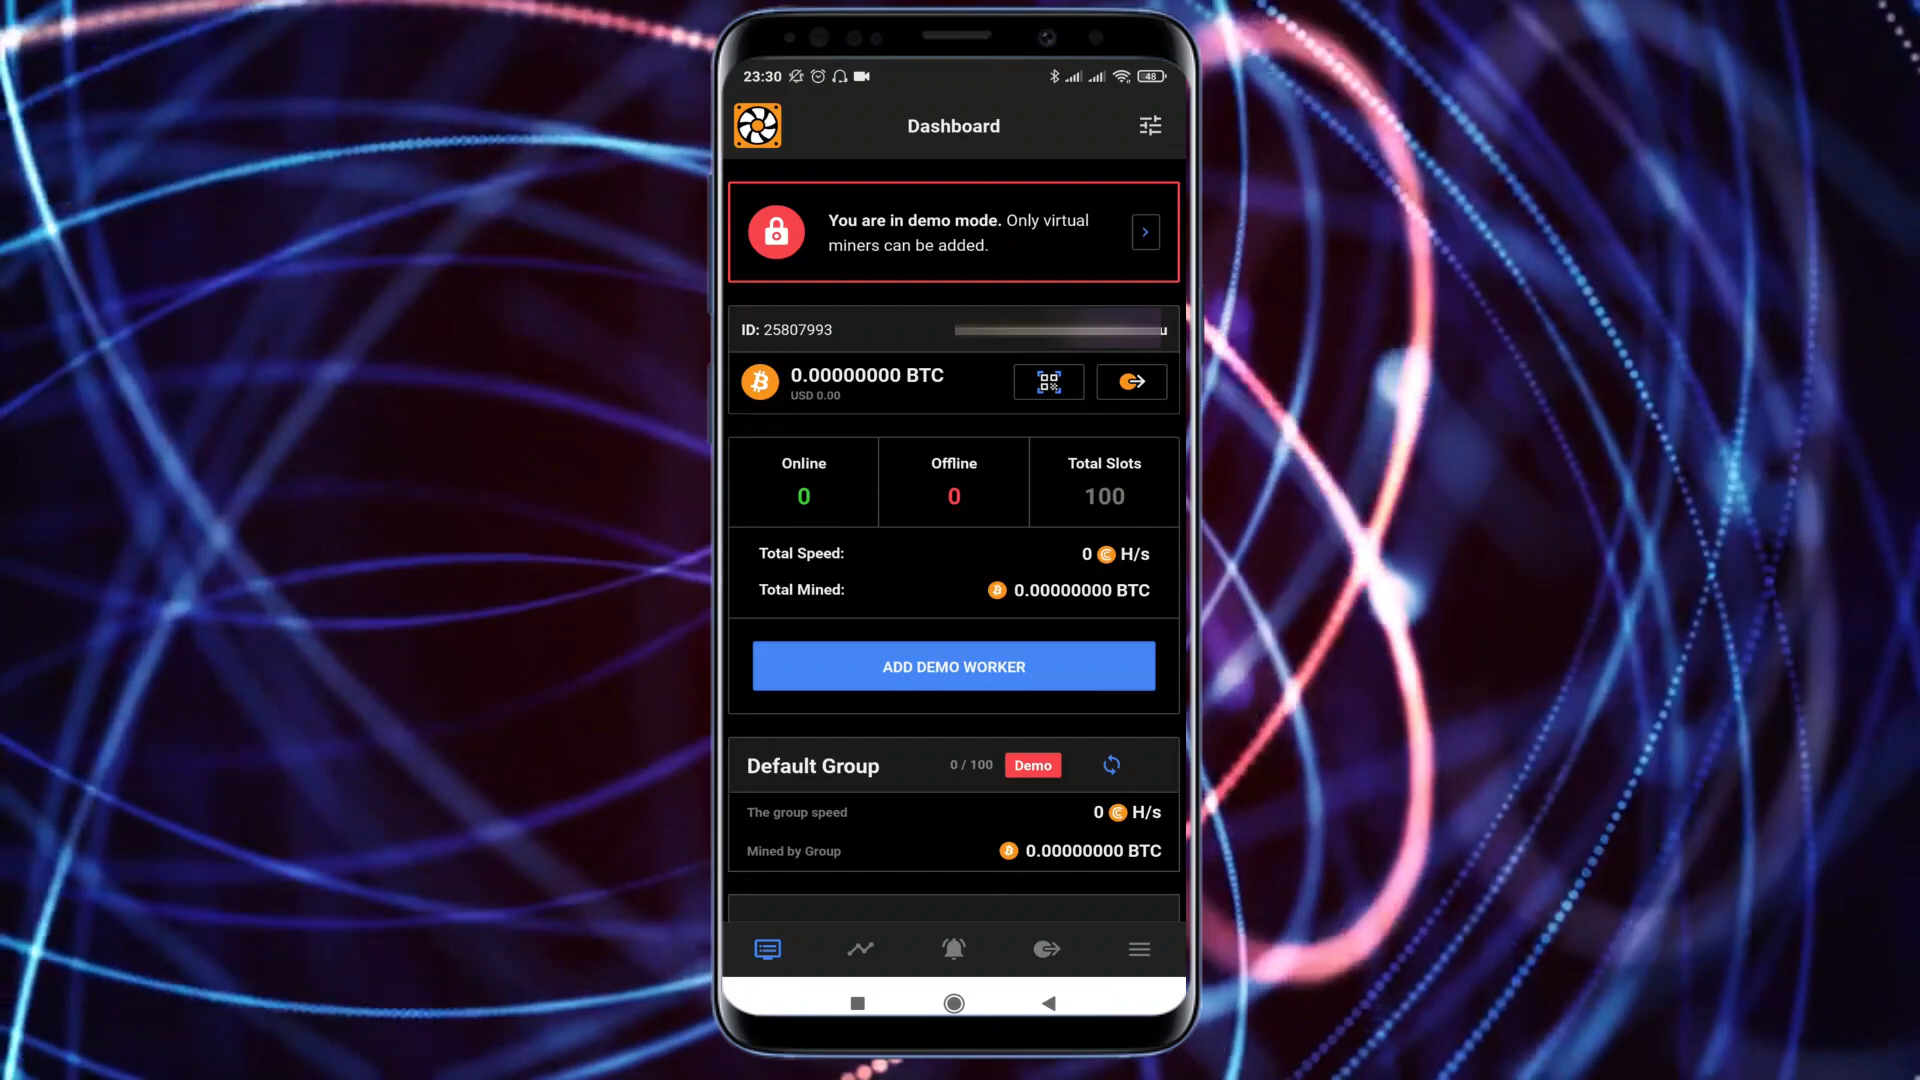 23:30
48
Dashboard
You are in demo mode. Only virtual
miners can be added.
ID: 25807993
u
0.00000000 BTC
USD 0.00
Online
Offline
Total Slots
0
0
100
Total Speed:
0 H/s
Total Mined:
0.00000000 BTC
ADD DEMO WORKER
Default Group
0 / 100
Demo
The group speed
0 H/s
Mined by Group
0.00000000 BTC